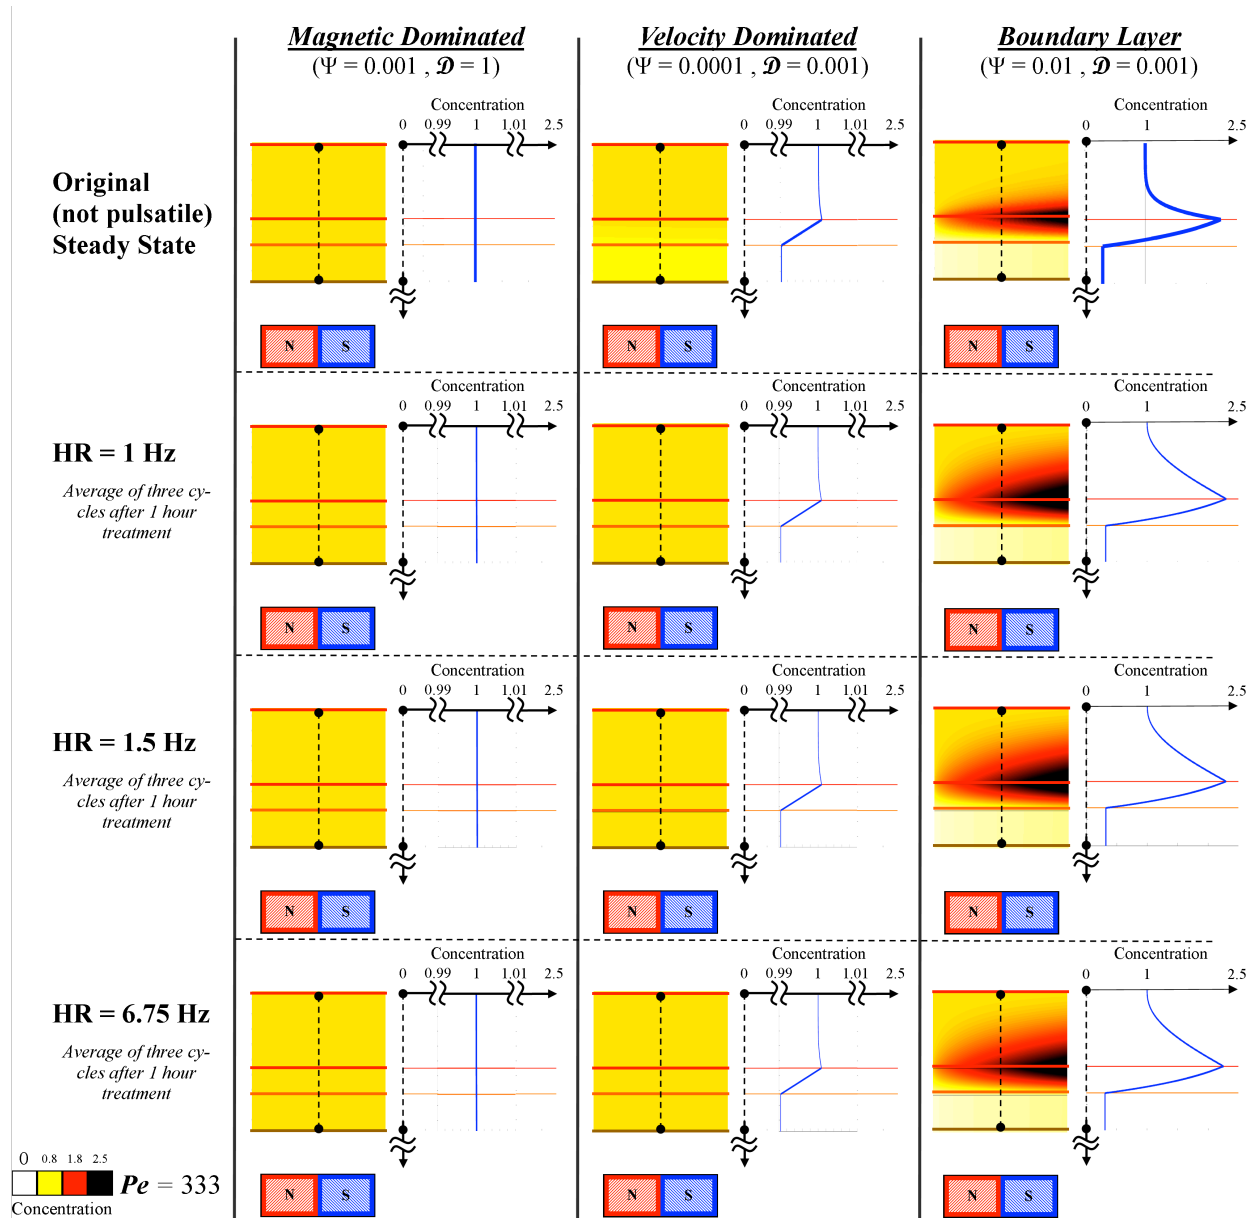 Magnetic Dominated
(Ψ = 0.001 , 𝓓 = 1)
Velocity Dominated
(Ψ = 0.0001 , 𝓓 = 0.001)
Boundary Layer
(Ψ = 0.01 , 𝓓 = 0.001)
Original
(not pulsatile)
Steady State
Concentration
0 0.99 1 1.01 2.5
N S
Concentration
0 0.99 1 1.01 2.5
N S
Concentration
0 1 2.5
N S
HR = 1 Hz
Average of three cy-
cles after 1 hour
treatment
Concentration
0 0.99 1 1.01 2.5
N S
Concentration
0 0.99 1 1.01 2.5
N S
Concentration
0 1 2.5
N S
HR = 1.5 Hz
Average of three cy-
cles after 1 hour
treatment
Concentration
0 0.99 1 1.01 2.5
N S
Concentration
0 0.99 1 1.01 2.5
N S
Concentration
0 1 2.5
N S
HR = 6.75 Hz
Average of three cy-
cles after 1 hour
treatment
Concentration
0 0.99 1 1.01 2.5
N S
Concentration
0 0.99 1 1.01 2.5
N S
Concentration
0 1 2.5
N S
0 0.8 1.8 2.5
Concentration
Pe = 333